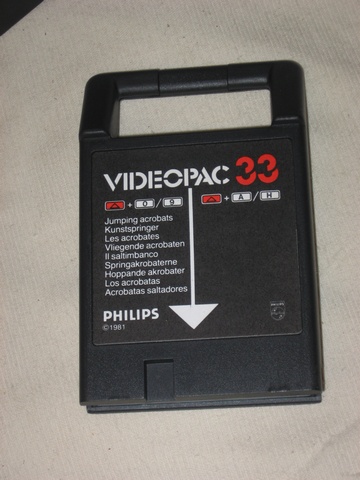 VIDEOPAC 33
+ 0 / 9 + A / H
Jumping acrobats
Kunstspringer
Les acrobates
Vliegende acrobaten
Il saltimbanco
Springakrobaterne
Hoppande akrobater
Los acrobatas
Acrobatas saltadores
PHILIPS
©1981